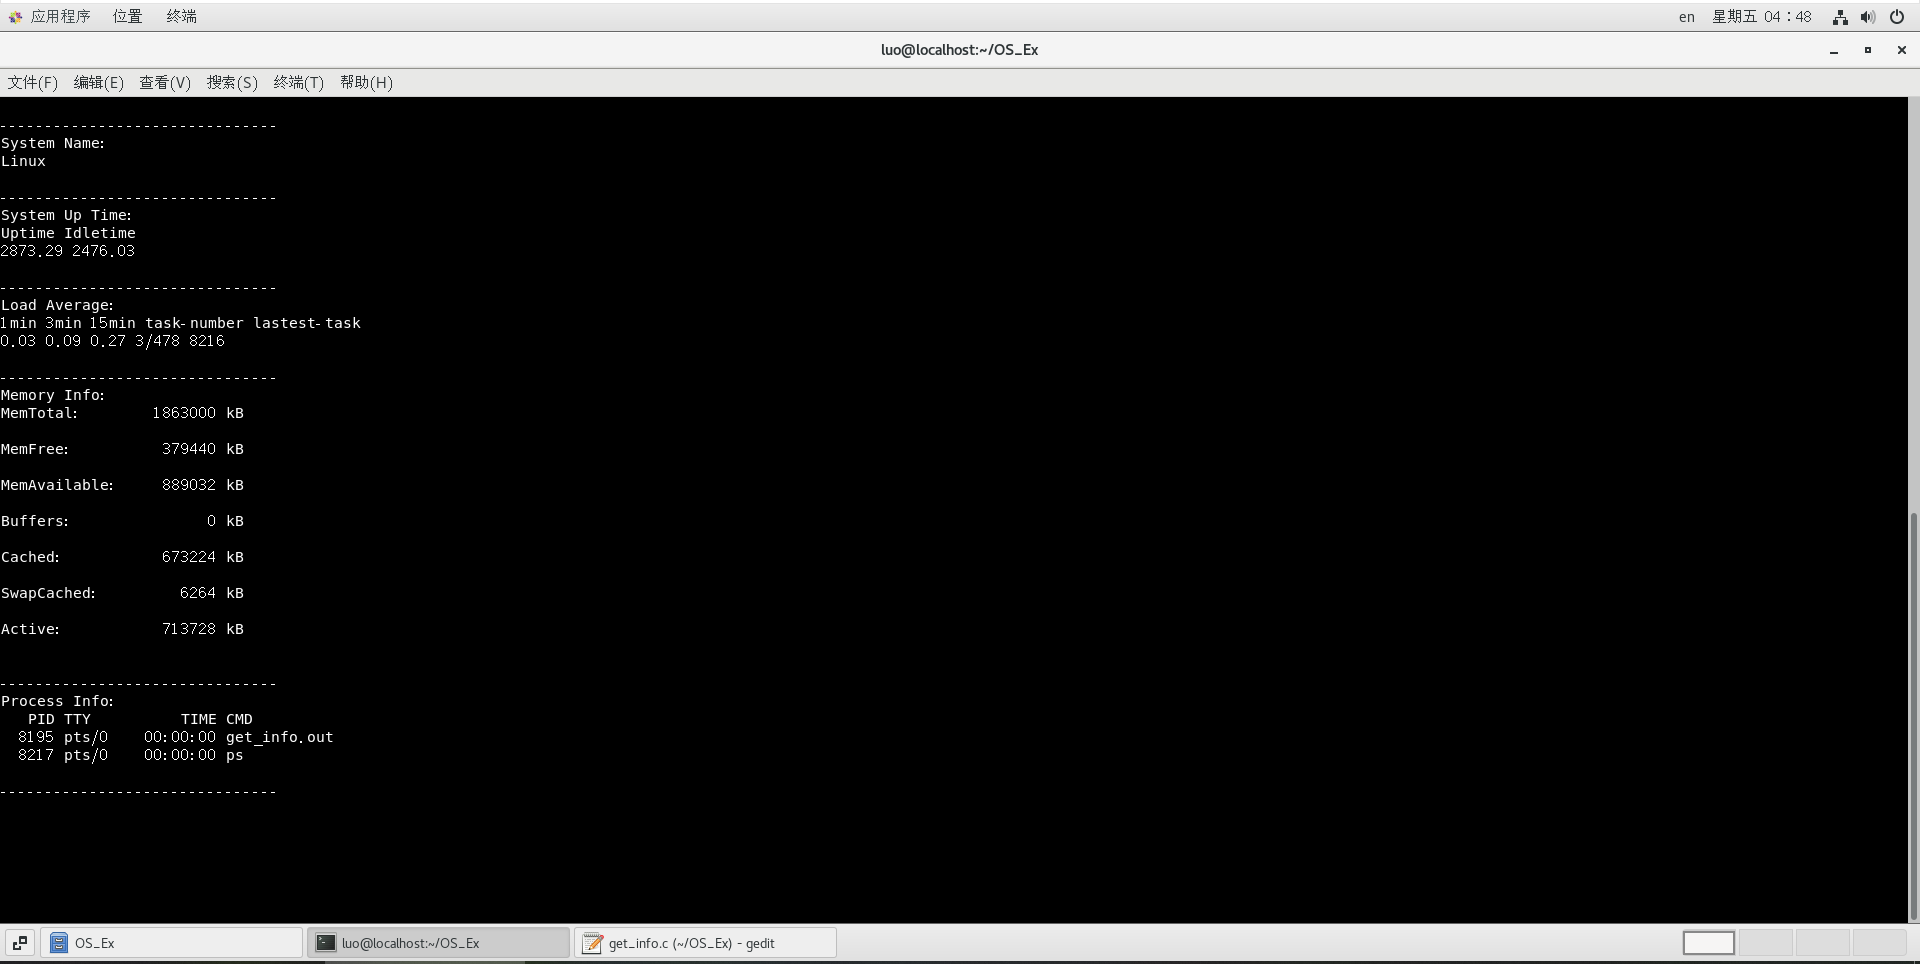 应用程序 位置 终端 en 星期五 04：48
luo@localhost:~/OS_Ex
文件(F) 编辑(E) 查看(V) 搜索(S) 终端(T) 帮助(H)
-------------------------------
System Name:
Linux
-------------------------------
System Up Time:
Uptime Idletime
2873.29 2476.03
-------------------------------
Load Average:
1min 3min 15min task-number lastest-task
0.03 0.09 0.27 3/478 8216
-------------------------------
Memory Info:
MemTotal: 1863000 kB
MemFree: 379440 kB
MemAvailable: 889032 kB
Buffers: 0 kB
Cached: 673224 kB
SwapCached: 6264 kB
Active: 713728 kB
-------------------------------
Process Info:
PID TTY TIME CMD
8195 pts/0 00:00:00 get_info.out
8217 pts/0 00:00:00 ps
-------------------------------
OS_Ex luo@localhost:~/OS_Ex get_info.c (~/OS_Ex) - gedit